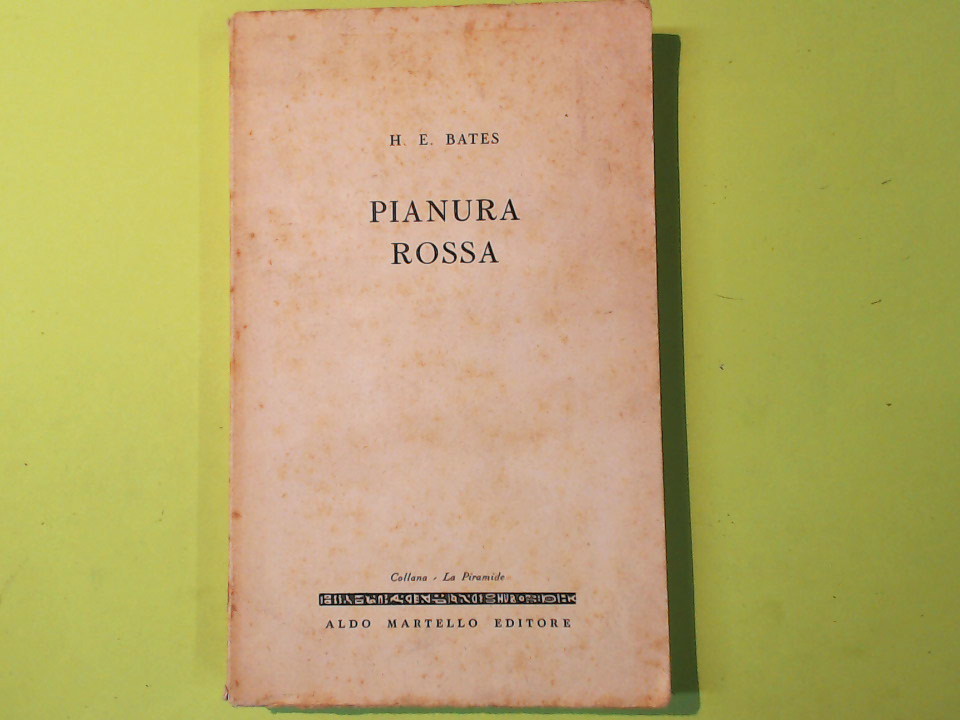 H. E. BATES
PIANURA
ROSSA
Collana - La Piramide
ALDO MARTELLO EDITORE